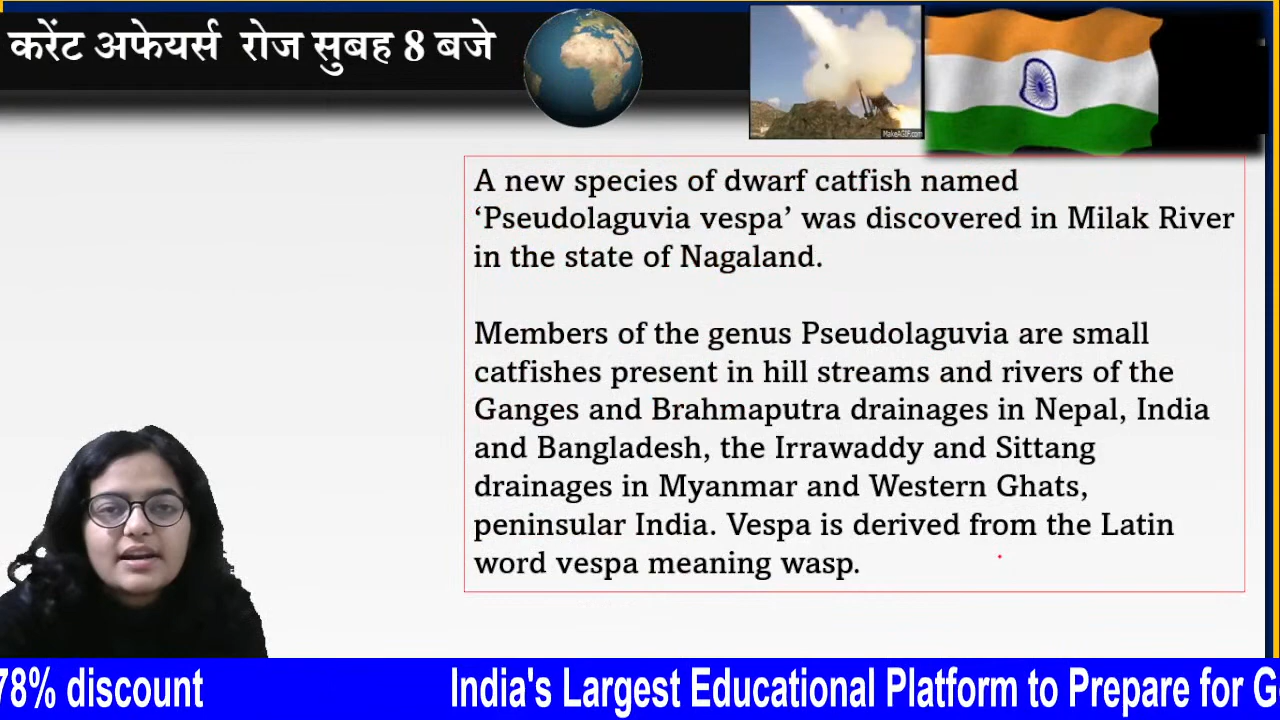 करेंट अफेयर्स रोज सुबह 8 बजे
MakeAGIF.com
A new species of dwarf catfish named
‘Pseudolaguvia vespa’ was discovered in Milak River
in the state of Nagaland.
Members of the genus Pseudolaguvia are small
catfishes present in hill streams and rivers of the
Ganges and Brahmaputra drainages in Nepal, India
and Bangladesh, the Irrawaddy and Sittang
drainages in Myanmar and Western Ghats,
peninsular India. Vespa is derived from the Latin
word vespa meaning wasp.
78% discount India's Largest Educational Platform to Prepare for G